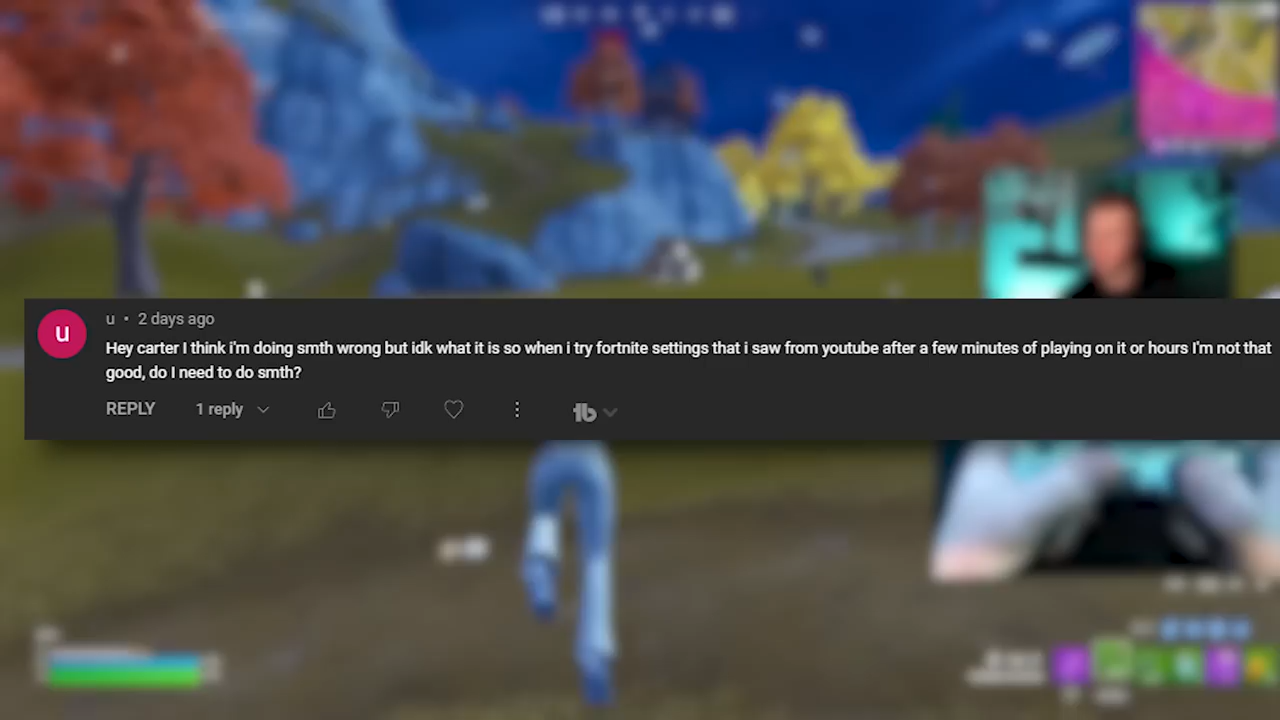 u
u • 2 days ago
Hey carter I think i'm doing smth wrong but idk what it is so when i try fortnite settings that i saw from youtube after a few minutes of playing on it or hours I'm not that
good, do I need to do smth?
REPLY 1 reply